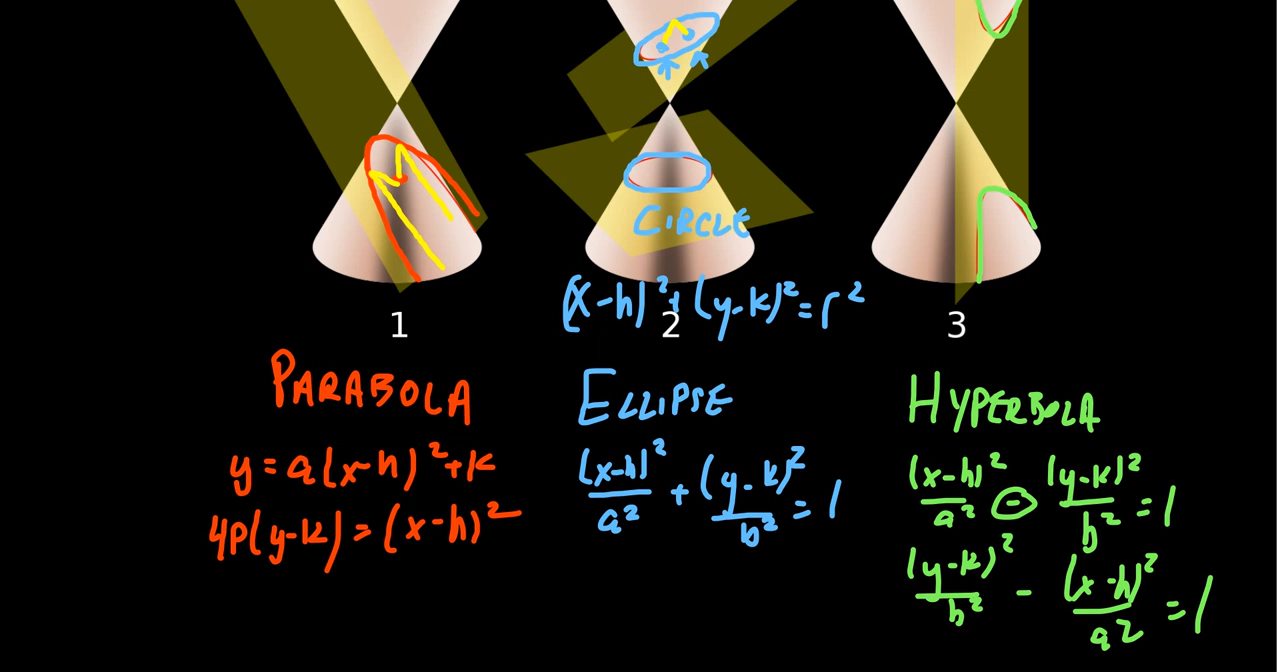 CIRCLE
(x-h)²+(y-k)²=r²
1
2
3
PARABOLA
y=a(x-h)²+k
4P(y-k)=(x-h)²
ELLIPSE
(x-h)²/a² + (y-k)²/b² = 1
HYPERBOLA
(x-h)²/a² - (y-k)²/b² = 1
(y-k)²/b² - (x-h)²/a2 = 1